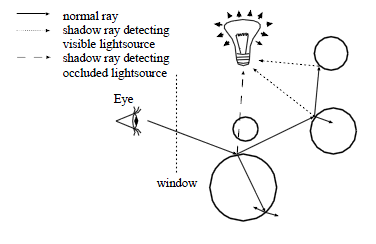 normal ray
shadow ray detecting
visible lightsource
shadow ray detecting
occluded lightsource
Eye
window